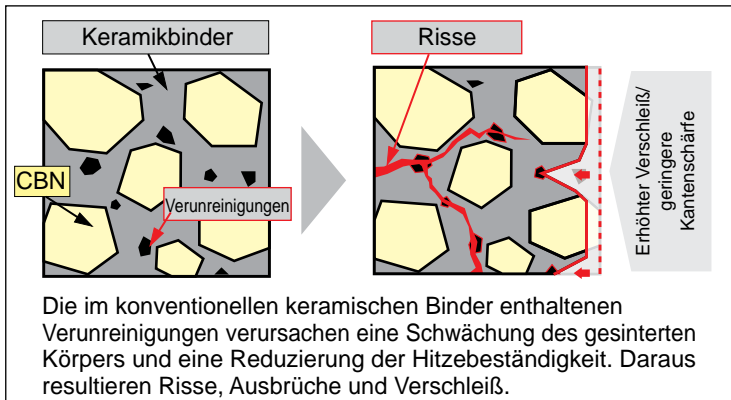 Keramikbinder
Risse
CBN
Verunreinigungen
Erhöhter Verschleiß/
geringere
Kantenschärfe
Die im konventionellen keramischen Binder enthaltenen
Verunreinigungen verursachen eine Schwächung des gesinterten
Körpers und eine Reduzierung der Hitzebeständigkeit. Daraus
resultieren Risse, Ausbrüche und Verschleiß.